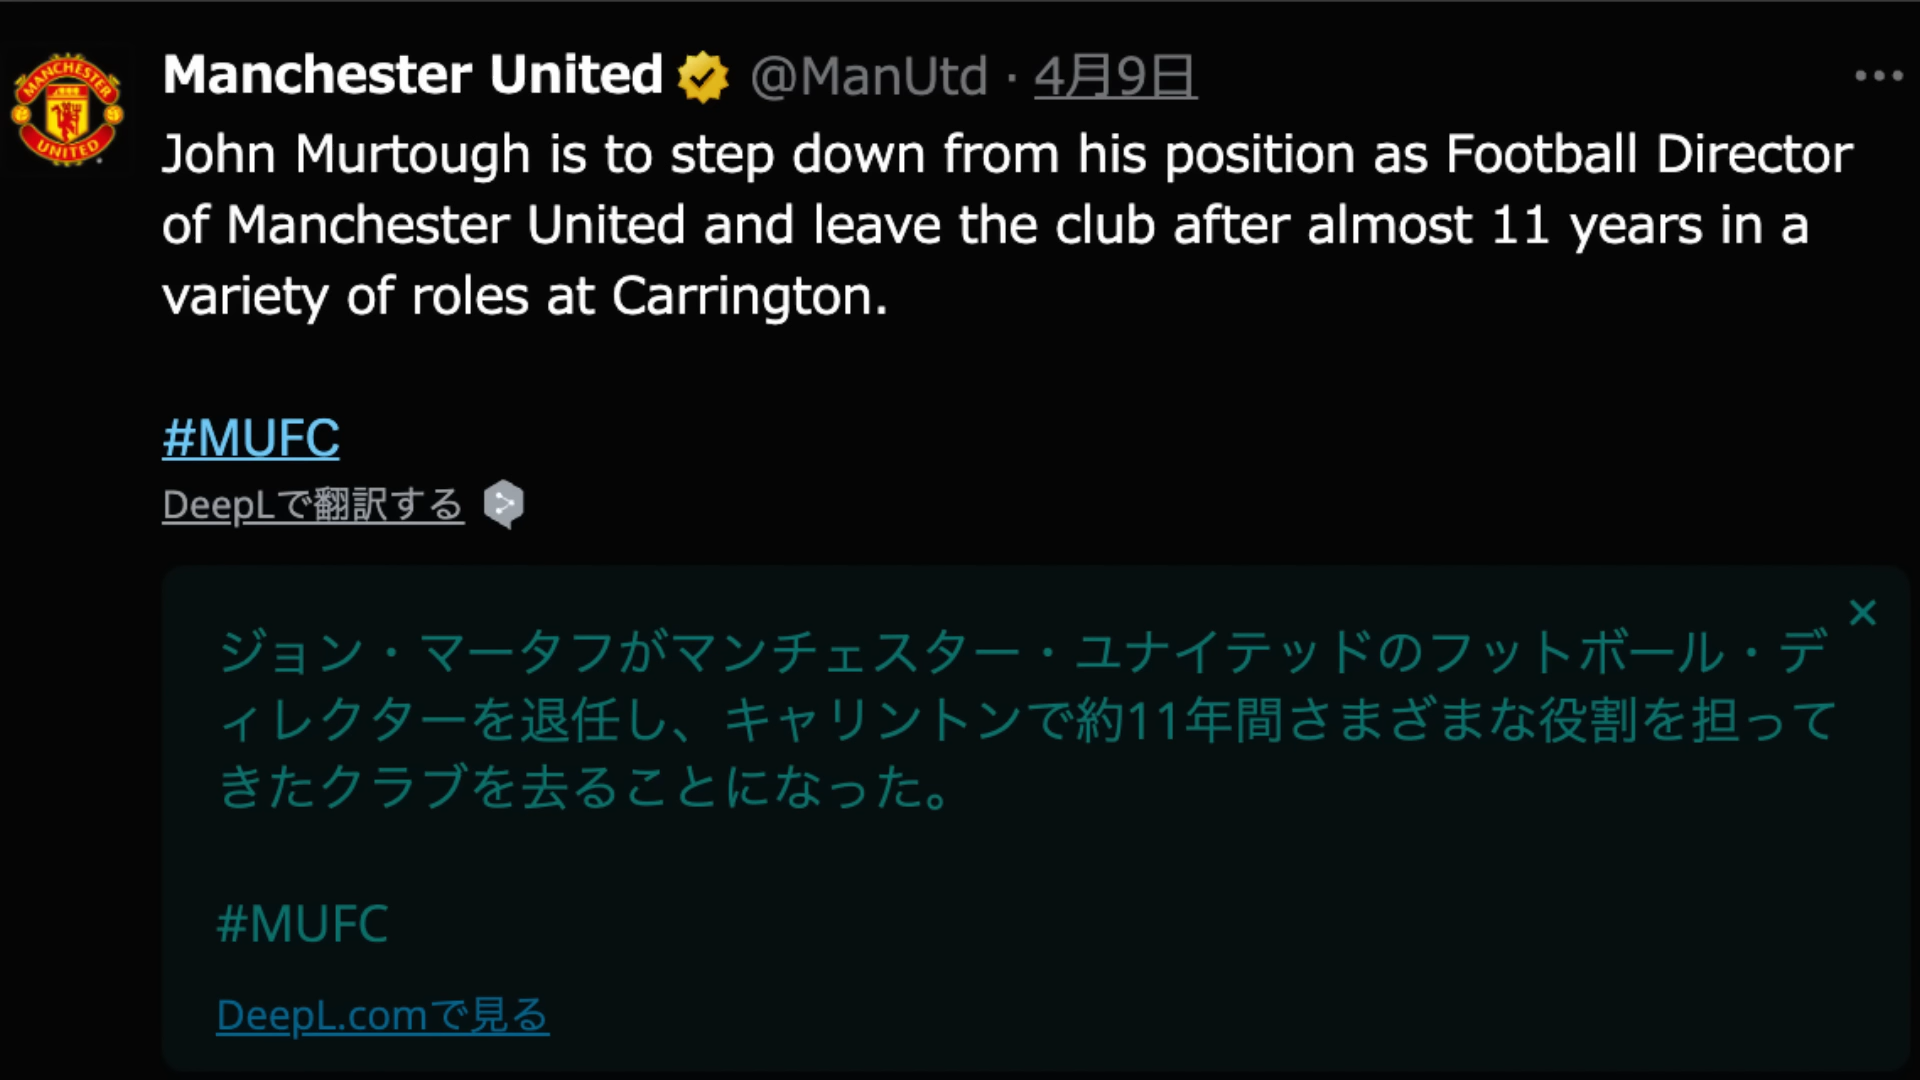 MANCHESTER
UNITED
Manchester United @ManUtd · 4月9日
John Murtough is to step down from his position as Football Director
of Manchester United and leave the club after almost 11 years in a
variety of roles at Carrington.
#MUFC
DeepLで翻訳する
ジョン・マータフがマンチェスター・ユナイテッドのフットボール・デ
ィレクターを退任し、キャリントンで約11年間さまざまな役割を担って
きたクラブを去ることになった。
#MUFC
DeepL.comで見る